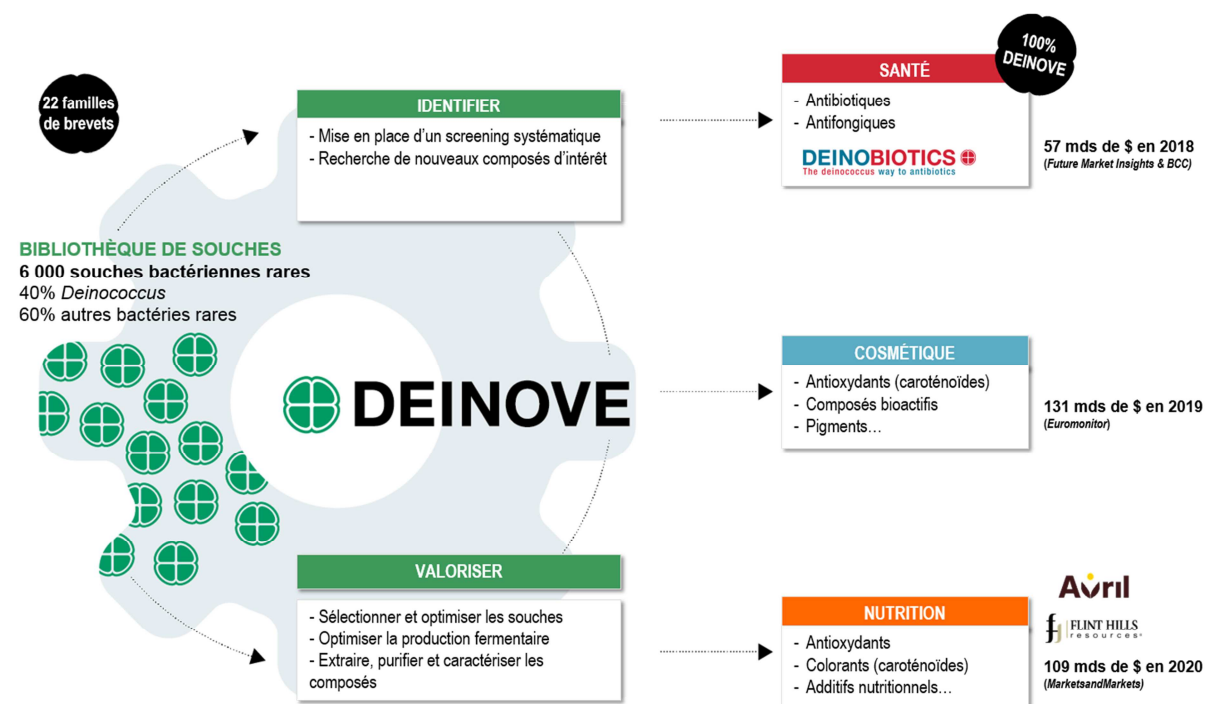 22 familles
de brevets
IDENTIFIER
- Mise en place d’un screening systématique
- Recherche de nouveaux composés d’intérêt
BIBLIOTHÈQUE DE SOUCHES
6 000 souches bactériennes rares
40% Deinococcus
60% autres bactéries rares
DEINOVE
VALORISER
- Sélectionner et optimiser les souches
- Optimiser la production fermentaire
- Extraire, purifier et caractériser les
composés
100%
DEINOVE
SANTÉ
- Antibiotiques
- Antifongiques
DEINOBIOTICS
The deinococcus way to antibiotics
57 mds de $ en 2018
(Future Market Insights & BCC)
COSMÉTIQUE
- Antioxydants (caroténoïdes)
- Composés bioactifs
- Pigments…
131 mds de $ en 2019
(Euromonitor)
NUTRITION
- Antioxydants
- Colorants (caroténoïdes)
- Additifs nutritionnels…
Avril
FLINT HILLS
resources
109 mds de $ en 2020
(MarketsandMarkets)